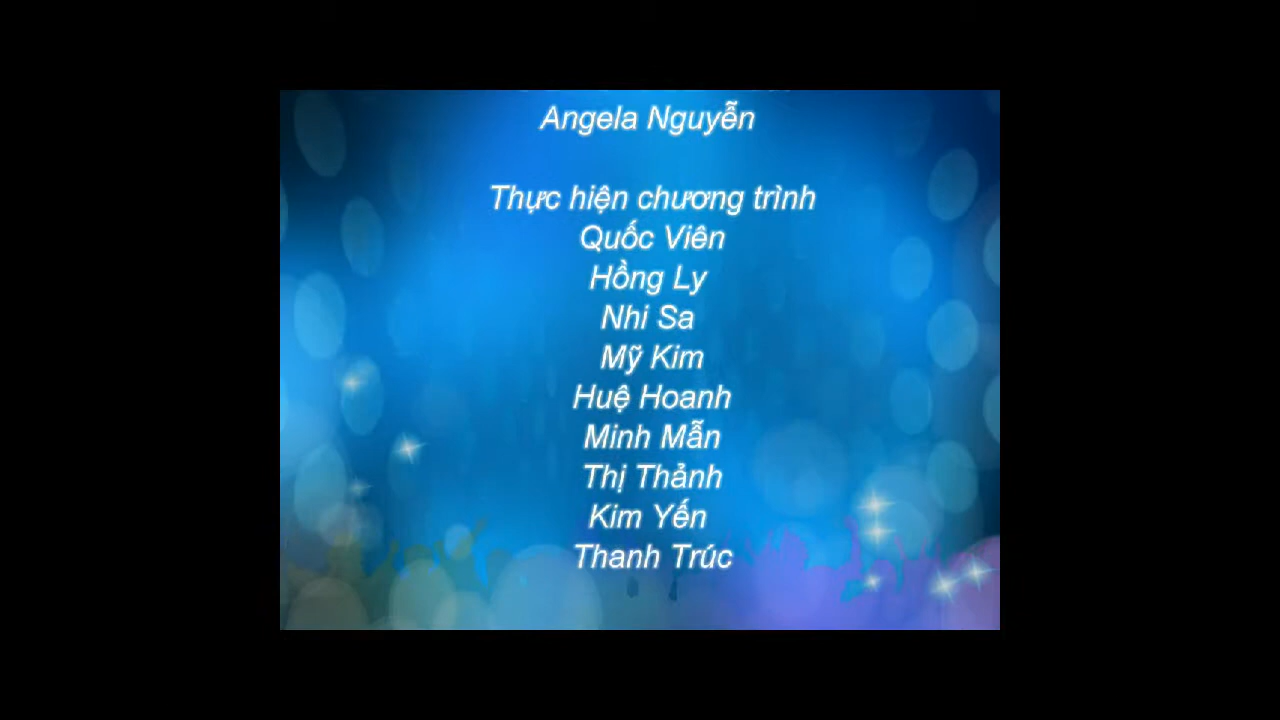 Angela Nguyễn
Thực hiện chương trình
Quốc Viên
Hồng Ly
Nhi Sa
Mỹ Kim
Huệ Hoanh
Minh Mẫn
Thị Thảnh
Kim Yến
Thanh Trúc